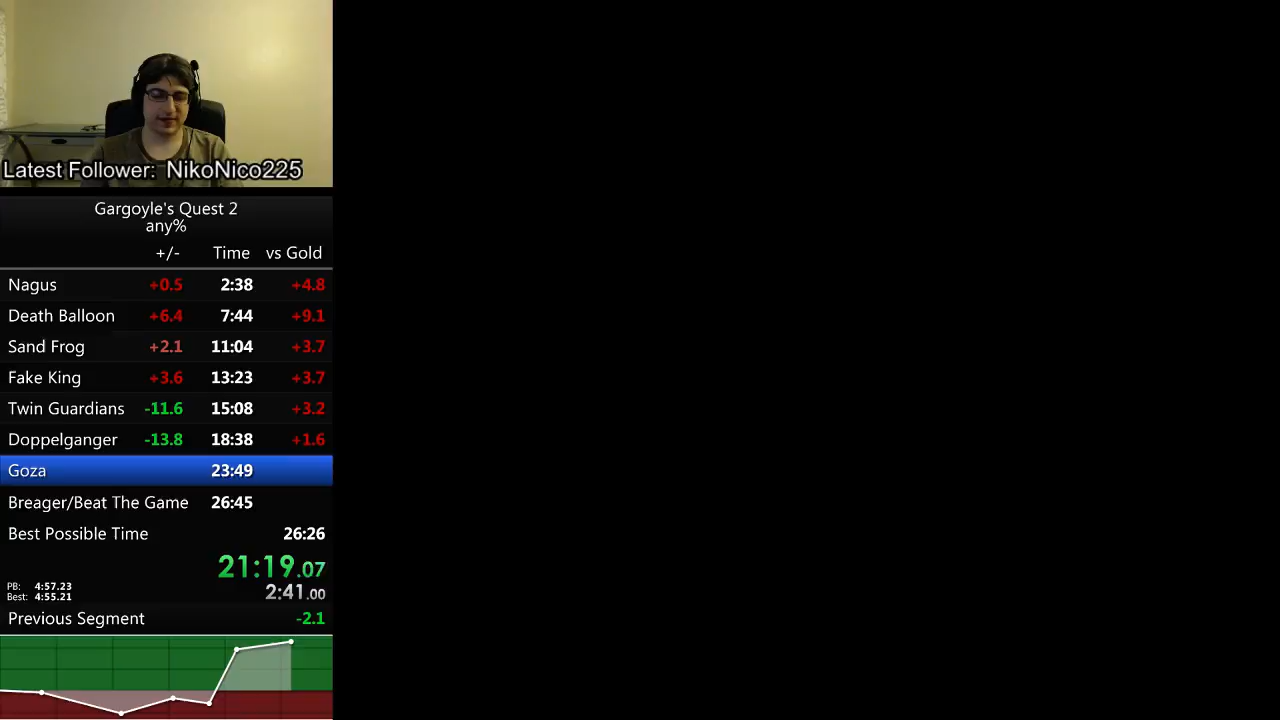 Latest Follower: NikoNico225
Gargoyle's Quest 2
any%
+/- Time vs Gold
Nagus +0.5 2:38 +4.8
Death Balloon +6.4 7:44 +9.1
Sand Frog +2.1 11:04 +3.7
Fake King +3.6 13:23 +3.7
Twin Guardians -11.6 15:08 +3.2
Doppelganger -13.8 18:38 +1.6
Goza 23:49
Breager/Beat The Game 26:45
Best Possible Time 26:26
21:19.07
PB: 4:57.23
Best: 4:55.21
2:41.00
Previous Segment -2.1